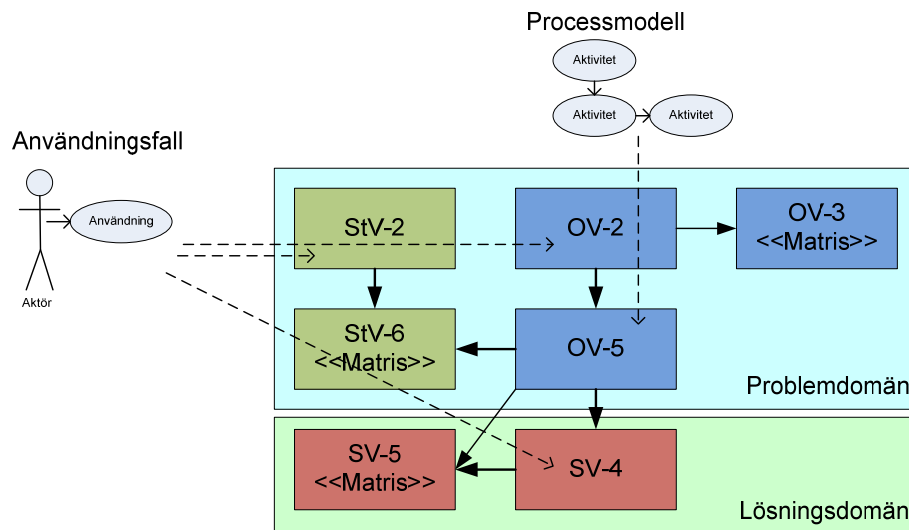 Processmodell
Aktivitet
Aktivitet
Aktivitet
Användningsfall
Användning
Aktör
StV-2
OV-2
OV-3
<<Matris>>
StV-6
<<Matris>>
OV-5
Problemdomän
SV-5
<<Matris>>
SV-4
Lösningsdomän